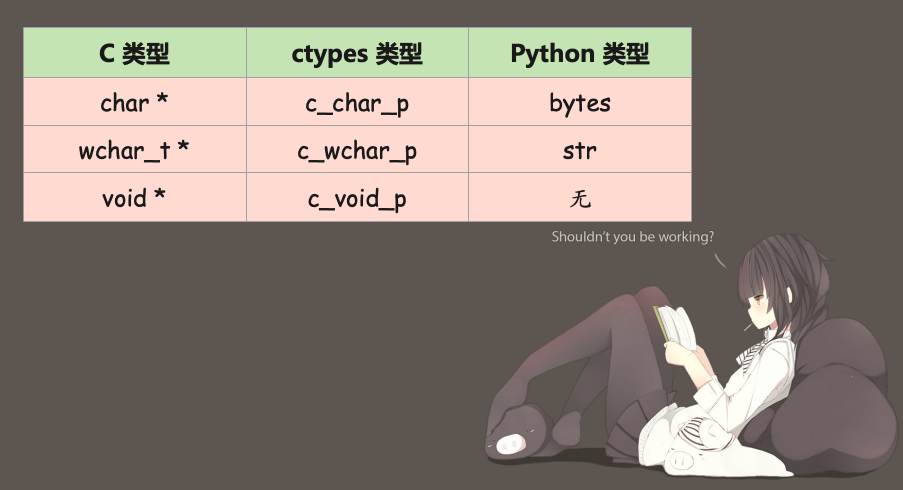 C 类型 ctypes 类型 Python 类型
char * c_char_p bytes
wchar_t * c_wchar_p str
void * c_void_p 无
Shouldn't you be working?